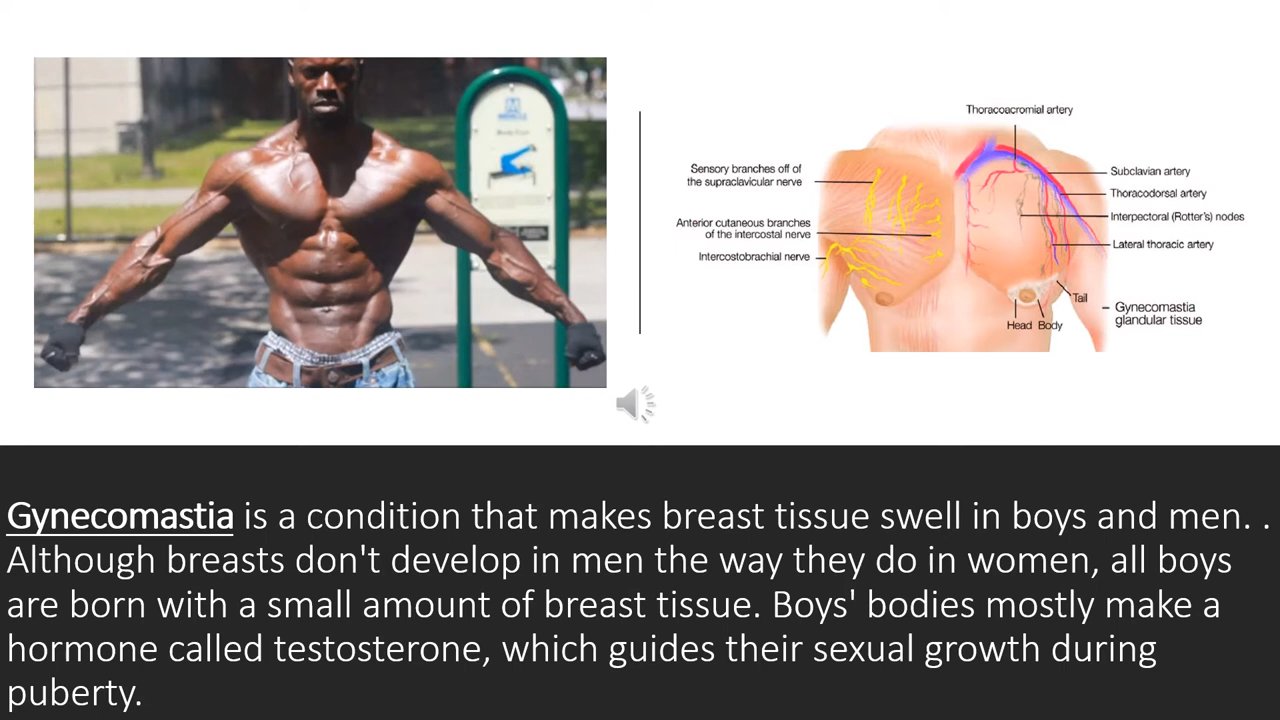 Thoracoacromial artery
Sensory branches off of
the supraclavicular nerve
Anterior cutaneous branches
of the intercostal nerve
Intercostobrachial nerve
Subclavian artery
Thoracodorsal artery
Interpectoral (Rotter's) nodes
Lateral thoracic artery
Tail
Head Body
Gynecomastia
glandular tissue
Gynecomastia is a condition that makes breast tissue swell in boys and men. .
Although breasts don't develop in men the way they do in women, all boys
are born with a small amount of breast tissue. Boys' bodies mostly make a
hormone called testosterone, which guides their sexual growth during
puberty.